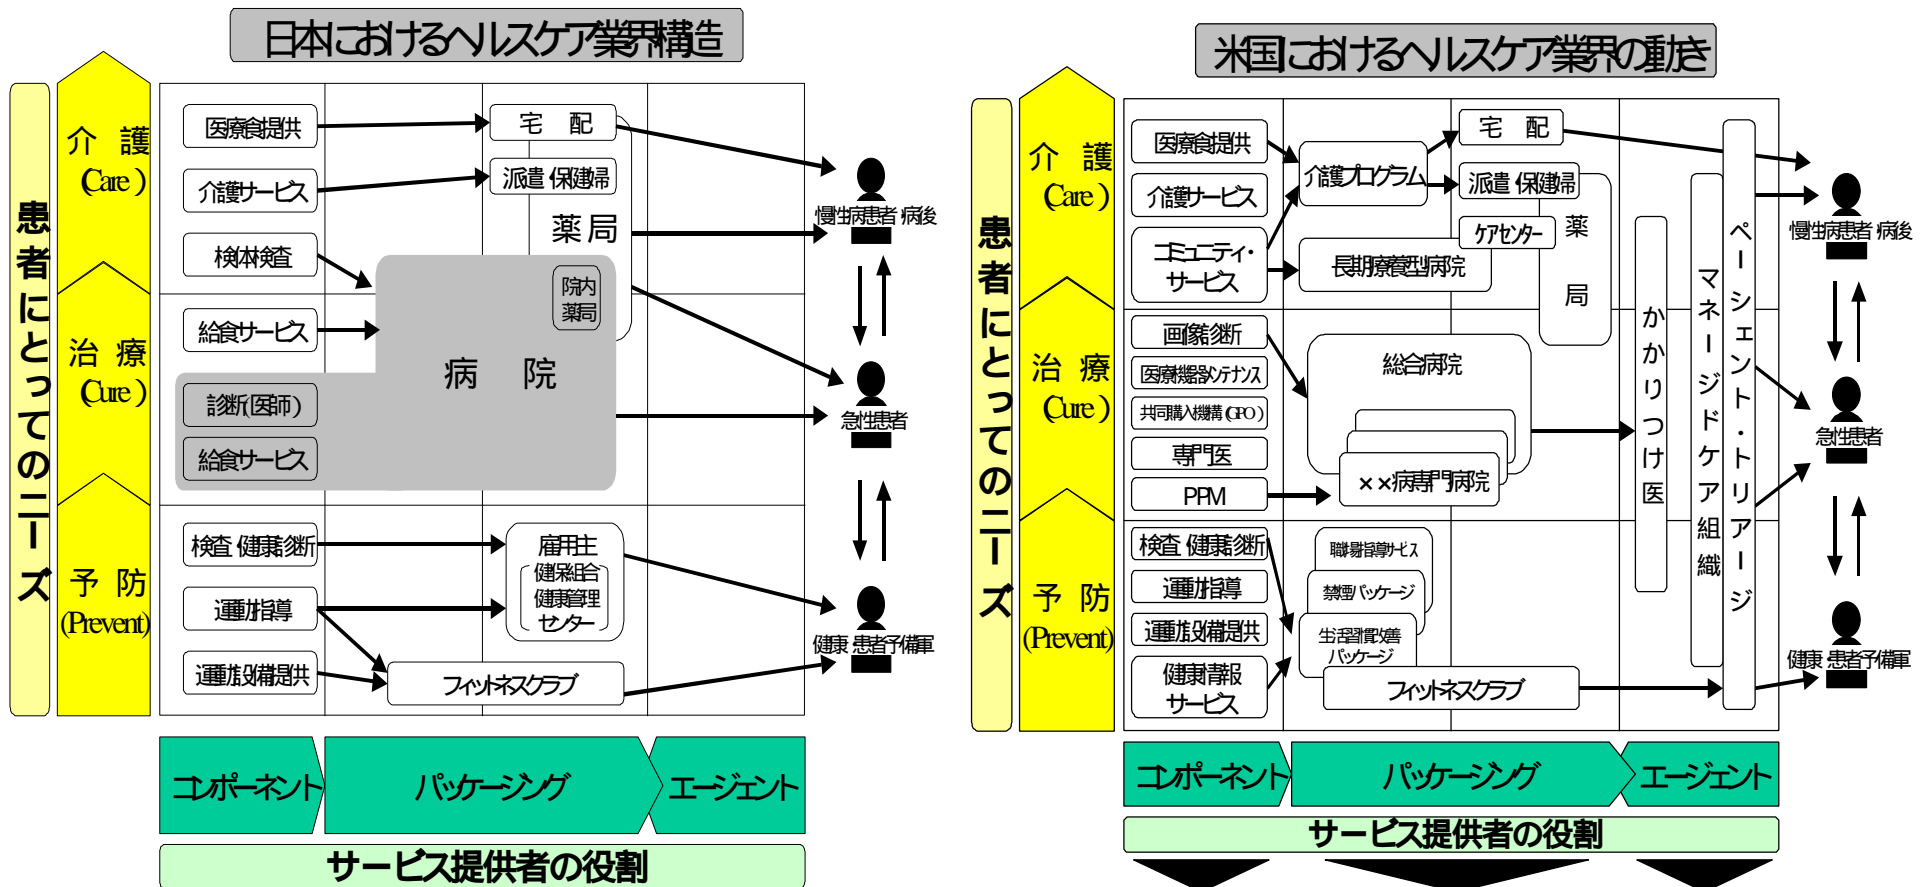 日本におけるヘルスケア業界構造
患者にとってのニーズ
介 護
(Care)
治 療
(Cure)
予 防
(Prevent)
医療食提供
介護サービス
検体検査
給食サービス
診断(医師)
給食サービス
検査・健康診断
運動指導
運動設備提供
宅 配
派遣・保健婦
薬局
院内
薬局
病 院
雇用主
健保組合
健康管理
センター
フィットネスクラブ
慢性病患者・病後
急性患者
健康・患者予備軍
コンポーネント
パッケージング
エージェント
サービス提供者の役割
米国におけるヘルスケア業界の動き
患者にとってのニーズ
介 護
(Care)
治 療
(Cure)
予 防
(Prevent)
医療食提供
介護サービス
コミュニティ・
サービス
画像診断
医療機器メンテナンス
共同購入機構(GPO)
専門医
PPM
検査・健康診断
運動指導
運動設備提供
健康情報
サービス
介護プログラム
長期療養型病院
宅 配
派遣・保健婦
ケアセンター
薬局
総合病院
××病専門病院
職場指導サービス
禁煙パッケージ
生活習慣改善
パッケージ
フィットネスクラブ
かかりつけ医
マネージドケア組織
ペーシェント・トリアージ
慢性病患者・病後
急性患者
健康・患者予備軍
コンポーネント
パッケージング
エージェント
サービス提供者の役割